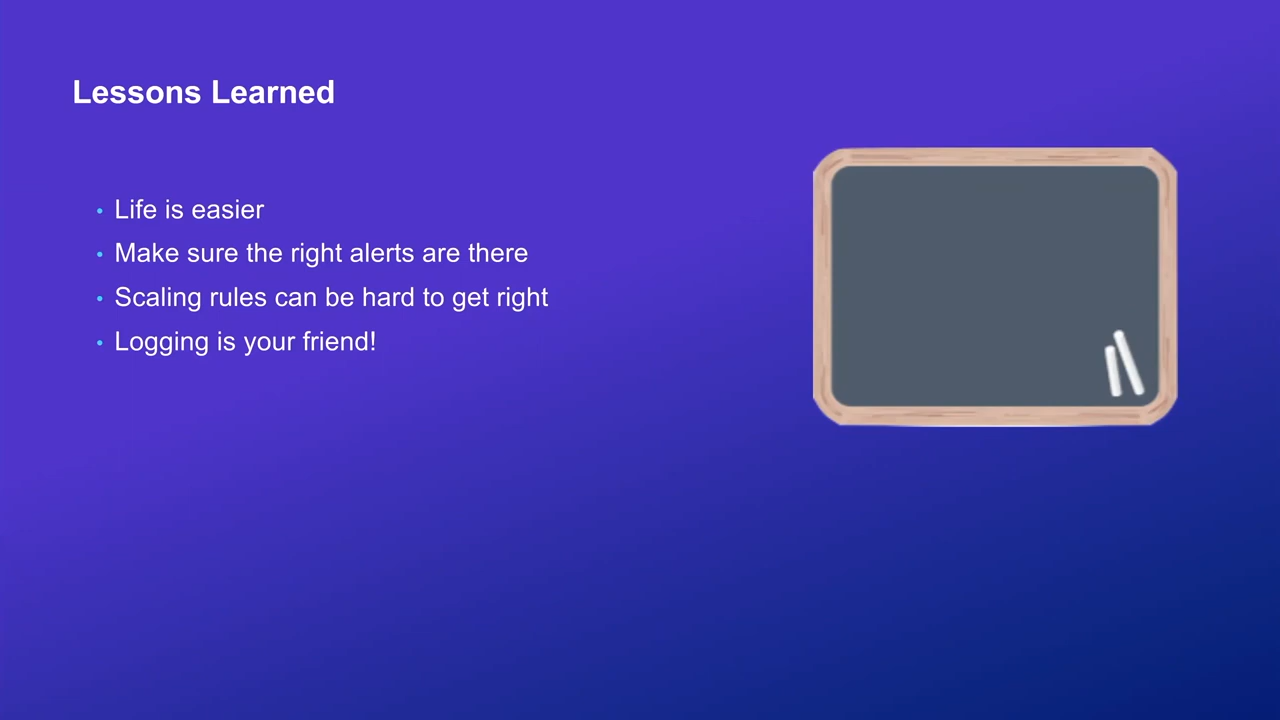 Lessons Learned
Life is easier
Make sure the right alerts are there
Scaling rules can be hard to get right
Logging is your friend!